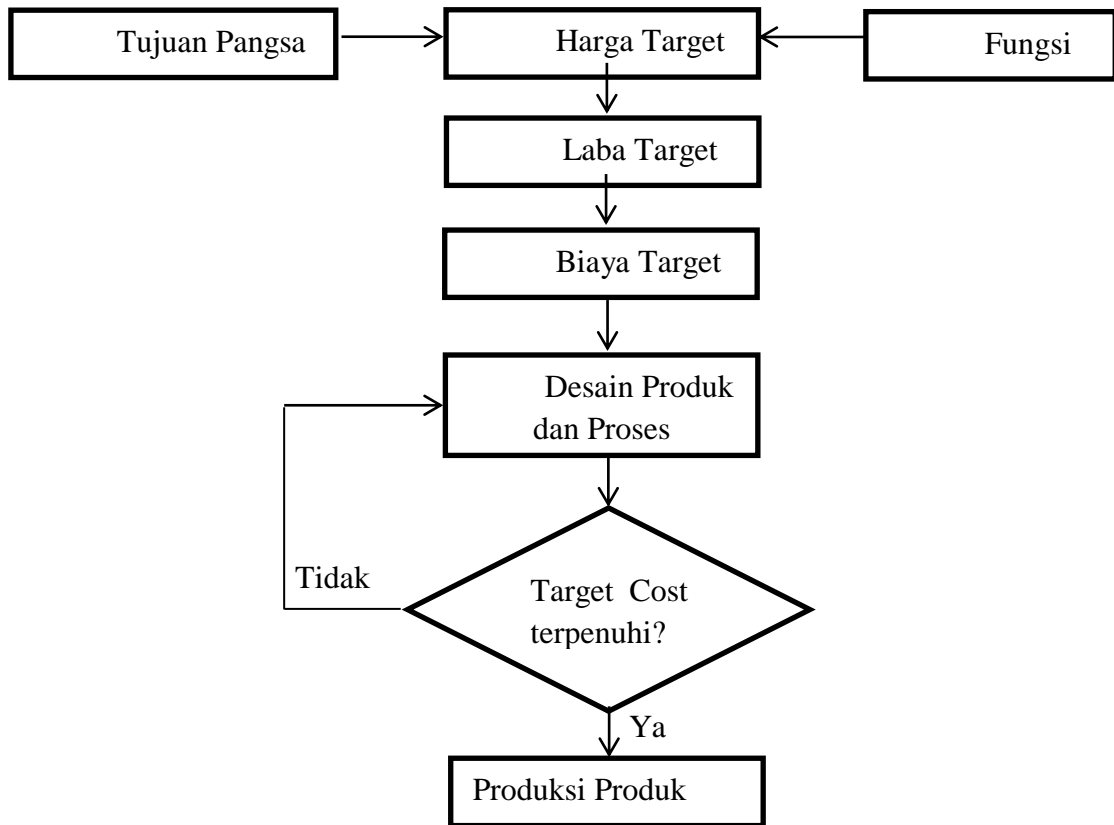 Tujuan Pangsa
Harga Target
Fungsi
Laba Target
Biaya Target
Desain Produk
dan Proses
Tidak
Target Cost
terpenuhi?
Ya
Produksi Produk